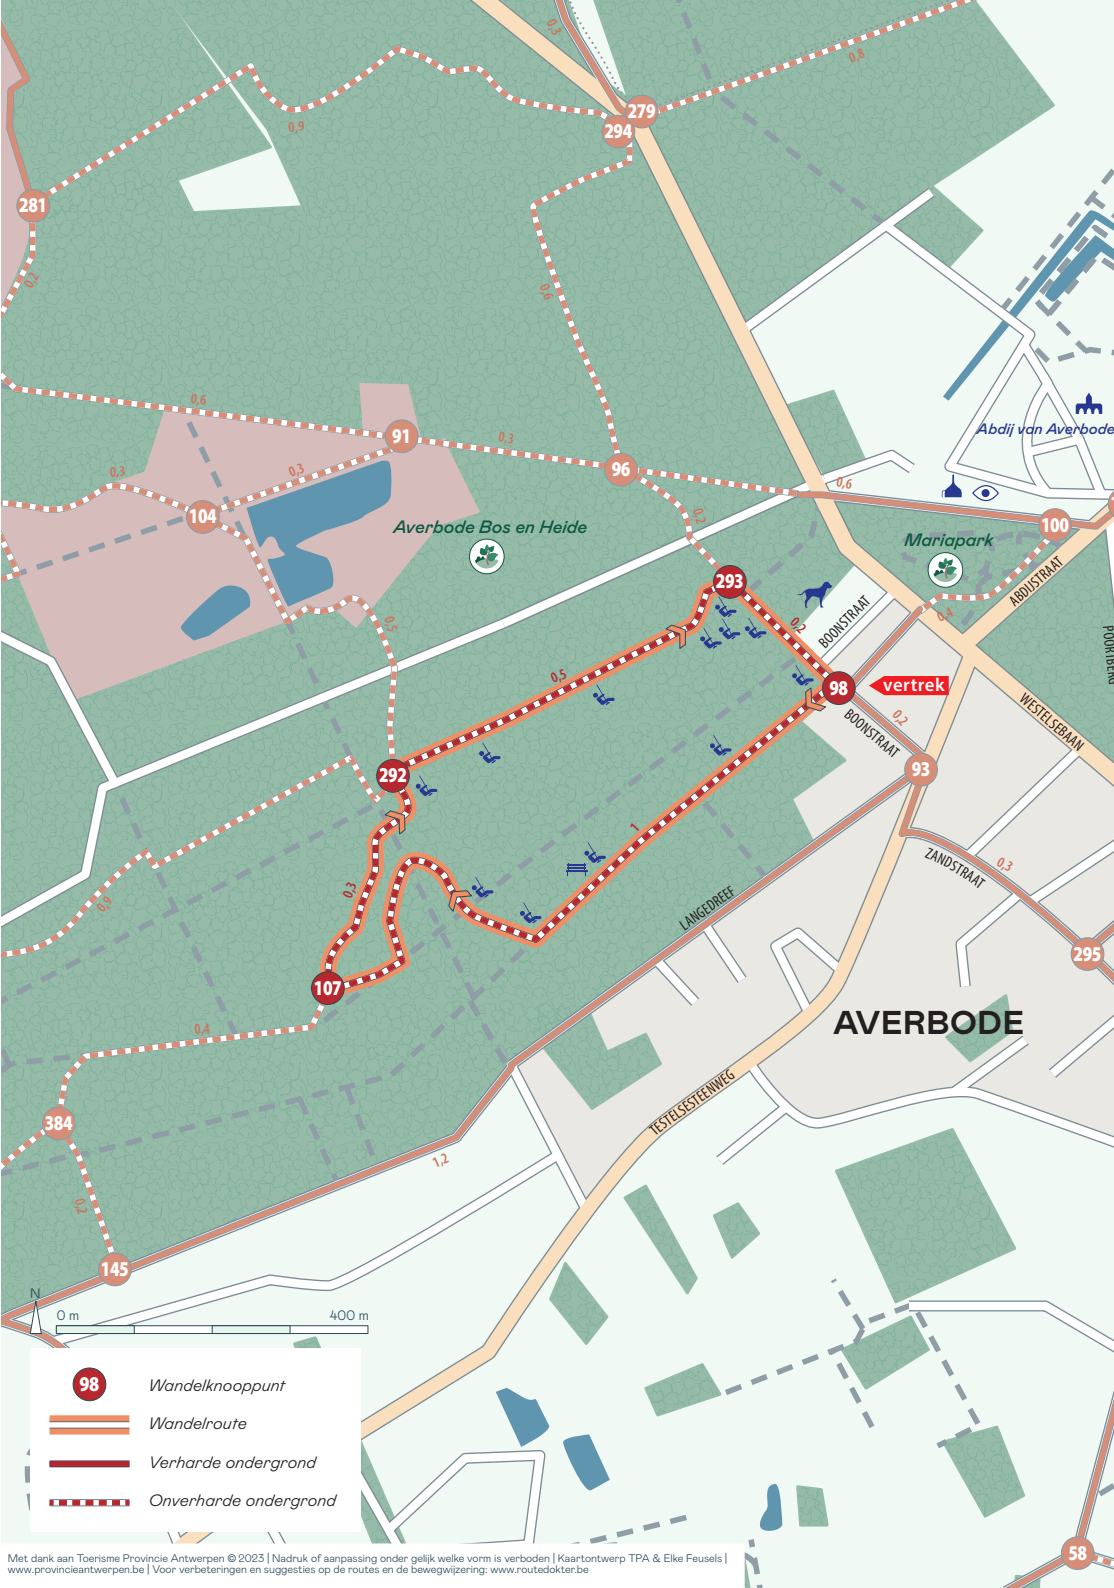 0,3
279
0,8
294
0,9
281
0,2
0,6
0,6
91
0,3
96
0,3
0,3
104
0,6
Abdij van Averbode
0,2
100
Averbode Bos en Heide
Mariapark
293
ABDIJSTRAAT
0,4
0,5
0,2
BOONSTRAAT
POORTBERG
0,5
98
vertrek
0,2
BOONSTRAAT
WESTELSEBAAN
292
93
1
0,3
ZANDSTRAAT
0,3
0,9
LANGEDREEF
295
107
AVERBODE
0,4
384
TESTELSESTEENWEG
1,2
0,2
145
N
0 m
400 m
98
Wandelknooppunt
Wandelroute
Verharde ondergrond
Onverharde ondergrond
58
Met dank aan Toerisme Provincie Antwerpen © 2023 | Nadruk of aanpassing onder gelijk welke vorm is verboden | Kaartontwerp TPA & Elke Feusels |
www.provincieantwerpen.be | Voor verbeteringen en suggesties op de routes en de bewegwijzering: www.routedokter.be